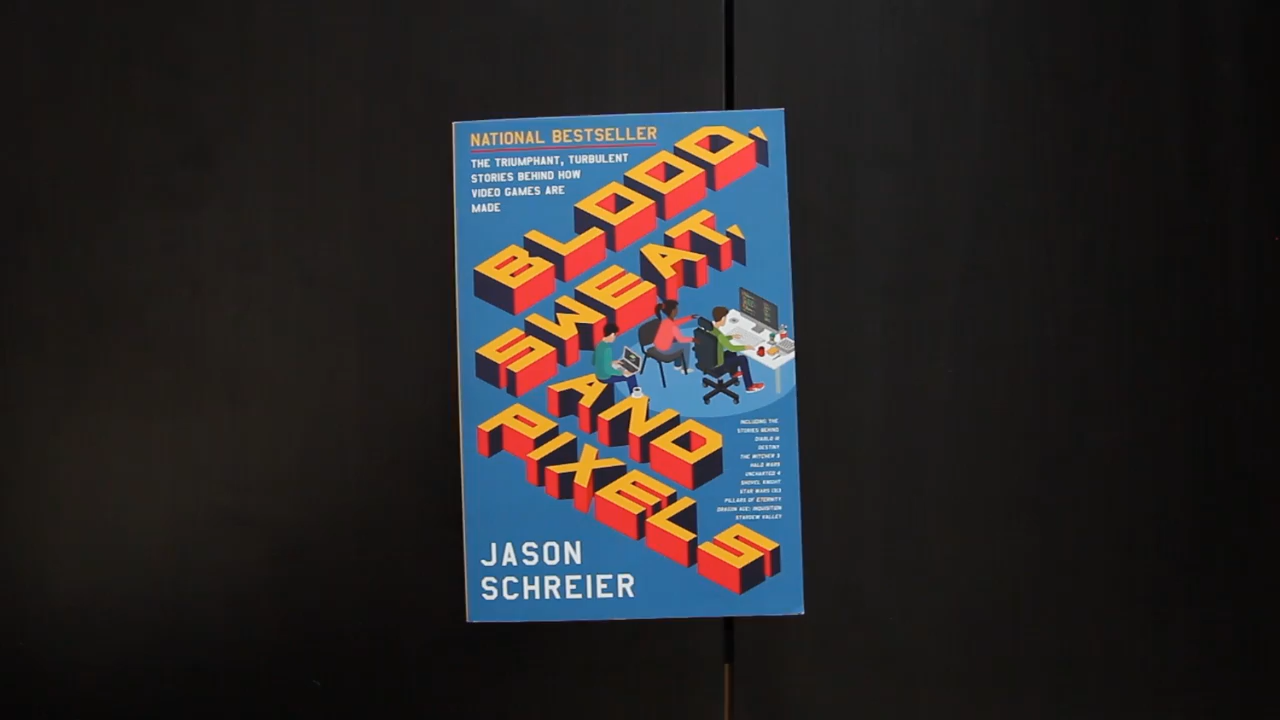 NATIONAL BESTSELLER
THE TRIUMPHANT, TURBULENT
STORIES BEHIND HOW
VIDEO GAMES ARE
MADE
BLOOD,
SWEAT,
AND
PIXELS
INCLUDING THE
STORIES BEHIND
DIABLO III
DESTINY
THE WITCHER 3
HALO WARS
UNCHARTED 4
SHOVEL KNIGHT
STAR WARS 1313
PILLARS OF ETERNITY
DRAGON AGE: INQUISITION
STARDEW VALLEY
JASON
SCHREIER